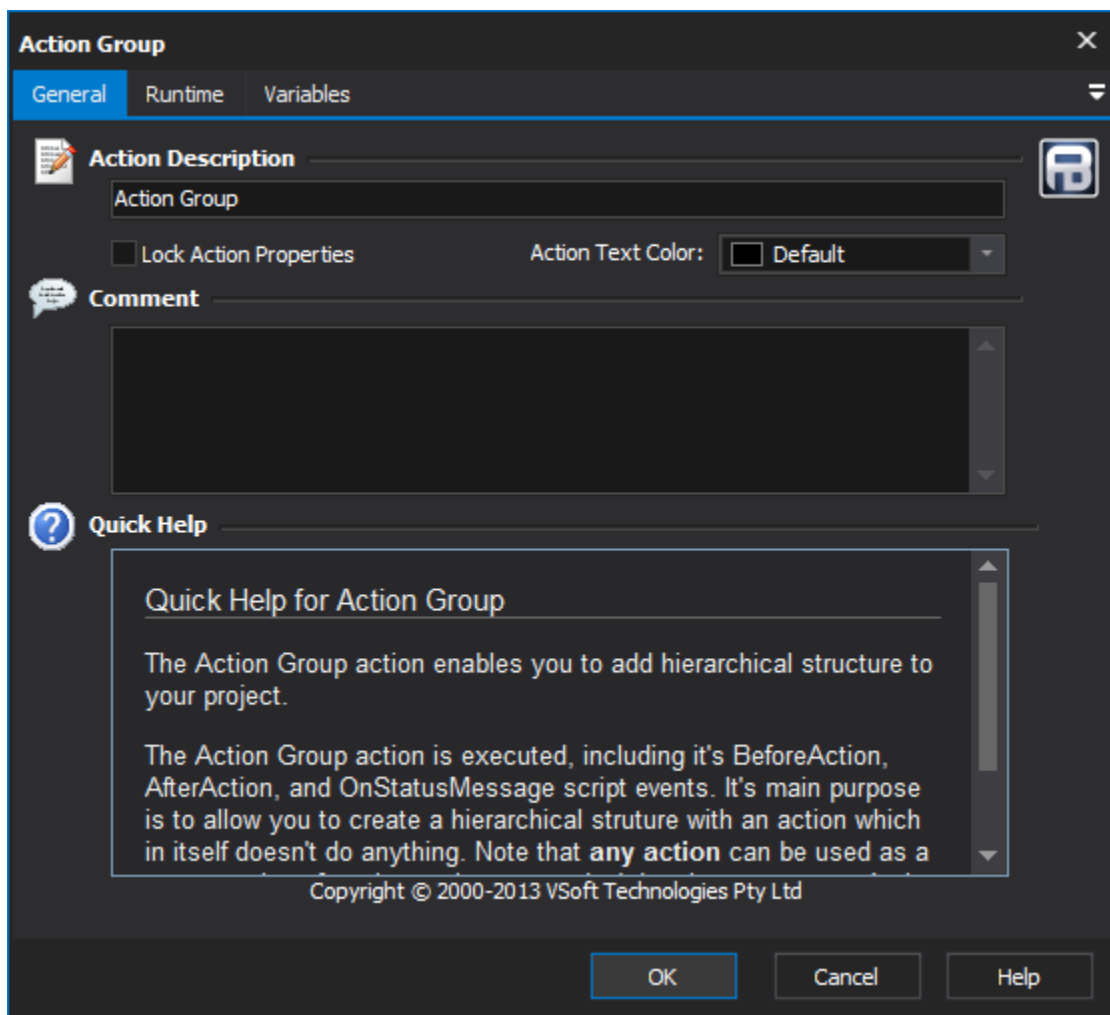 Action Group
General Runtime Variables
Action Description
Action Group
Lock Action Properties Action Text Color: Default
Comment
Quick Help
Quick Help for Action Group
The Action Group action enables you to add hierarchical structure to
your project.
The Action Group action is executed, including it's BeforeAction,
AfterAction, and OnStatusMessage script events. It's main purpose
is to allow you to create a hierarchical struture with an action which
in itself doesn't do anything. Note that any action can be used as a
Copyright © 2000-2013 VSoft Technologies Pty Ltd
OK Cancel Help